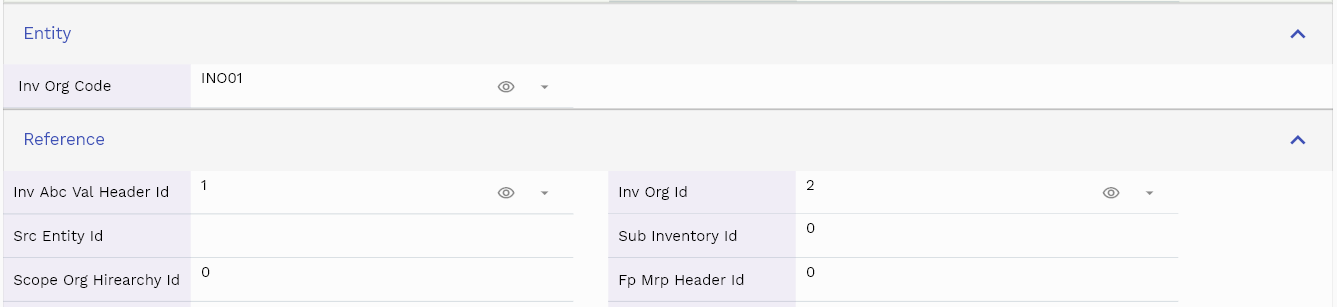 Entity
Inv Org Code INO01
Reference
Inv Abc Val Header Id 1 Inv Org Id 2
Src Entity Id Sub Inventory Id 0
Scope Org Hirearchy Id 0 Fp Mrp Header Id 0